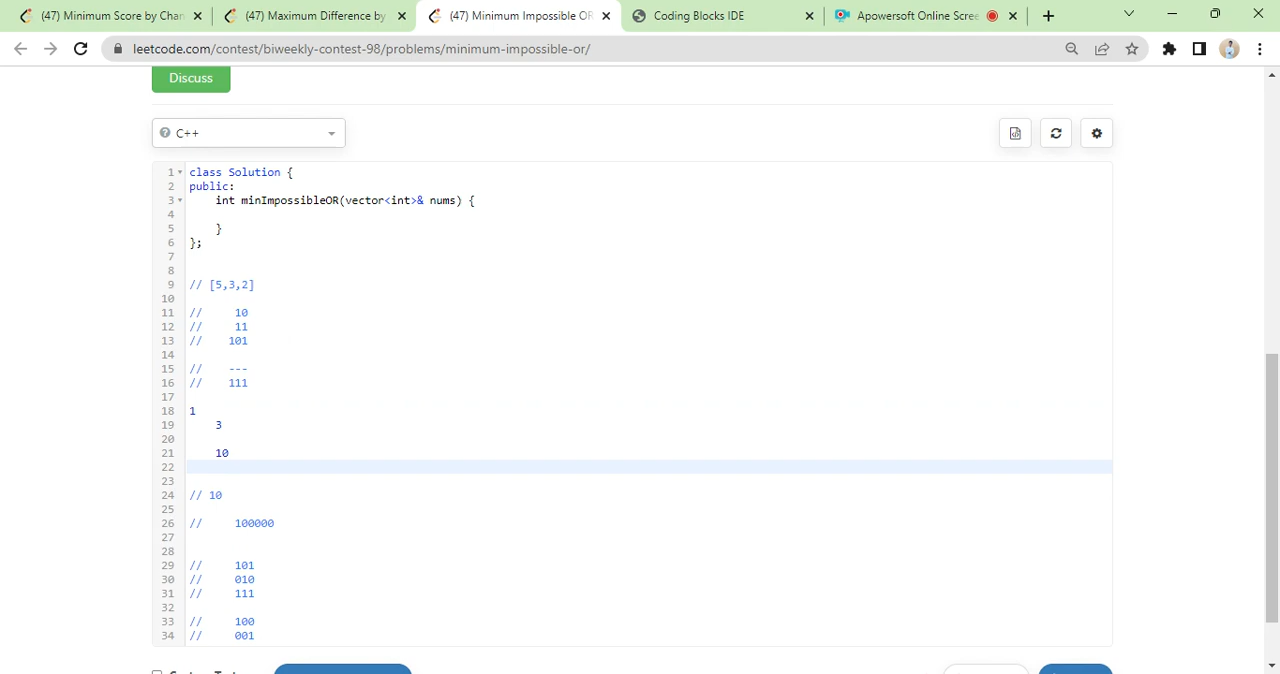 (47) Minimum Score by Chan
(47) Maximum Difference by
(47) Minimum Impossible OR
Coding Blocks IDE
Apowersoft Online Scree
leetcode.com/contest/biweekly-contest-98/problems/minimum-impossible-or/
Discuss
C++
1 class Solution {
2 public:
3 int minImpossibleOR(vector<int>& nums) {
4
5 }
6 };
7
8
9 // [5,3,2]
10
11 // 10
12 // 11
13 // 101
14
15 // ---
16 // 111
17
18 1
19 3
20
21 10
22
23
24 // 10
25
26 // 100000
27
28
29 // 101
30 // 010
31 // 111
32
33 // 100
34 // 001